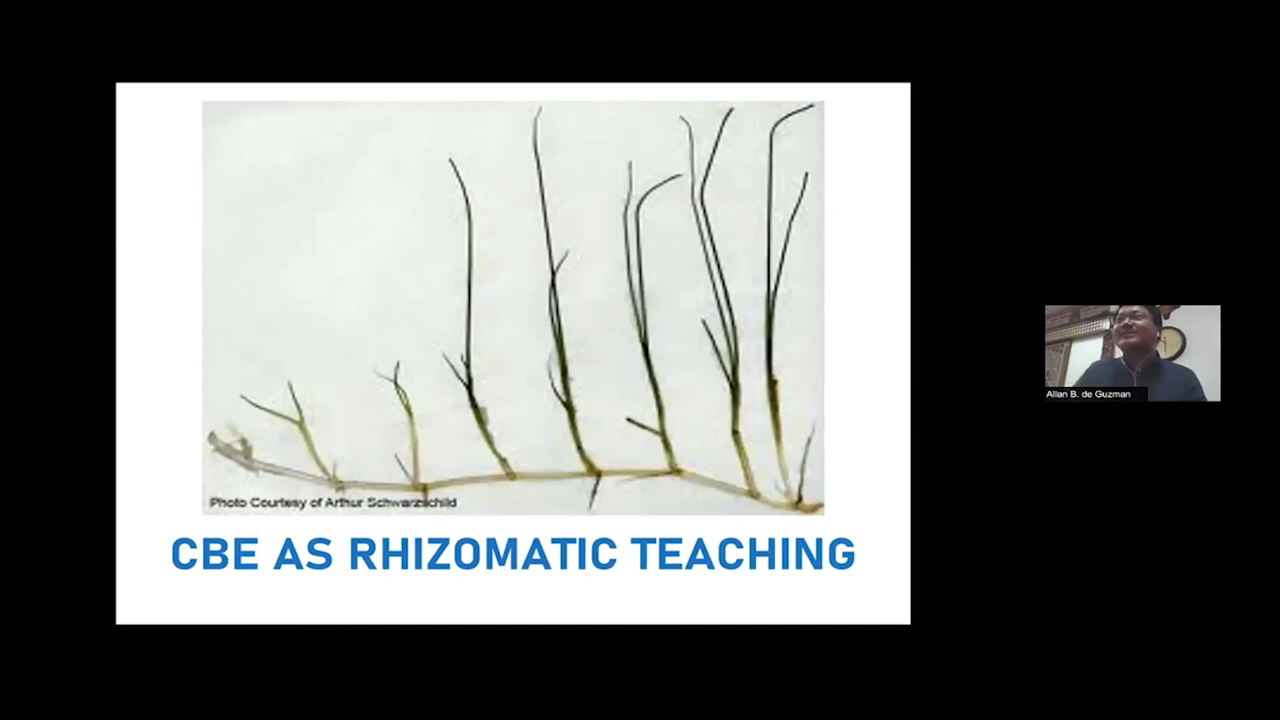 Photo Courtesy of Arthur Schwarzschild
CBE AS RHIZOMATIC TEACHING
Allan B. de Guzman